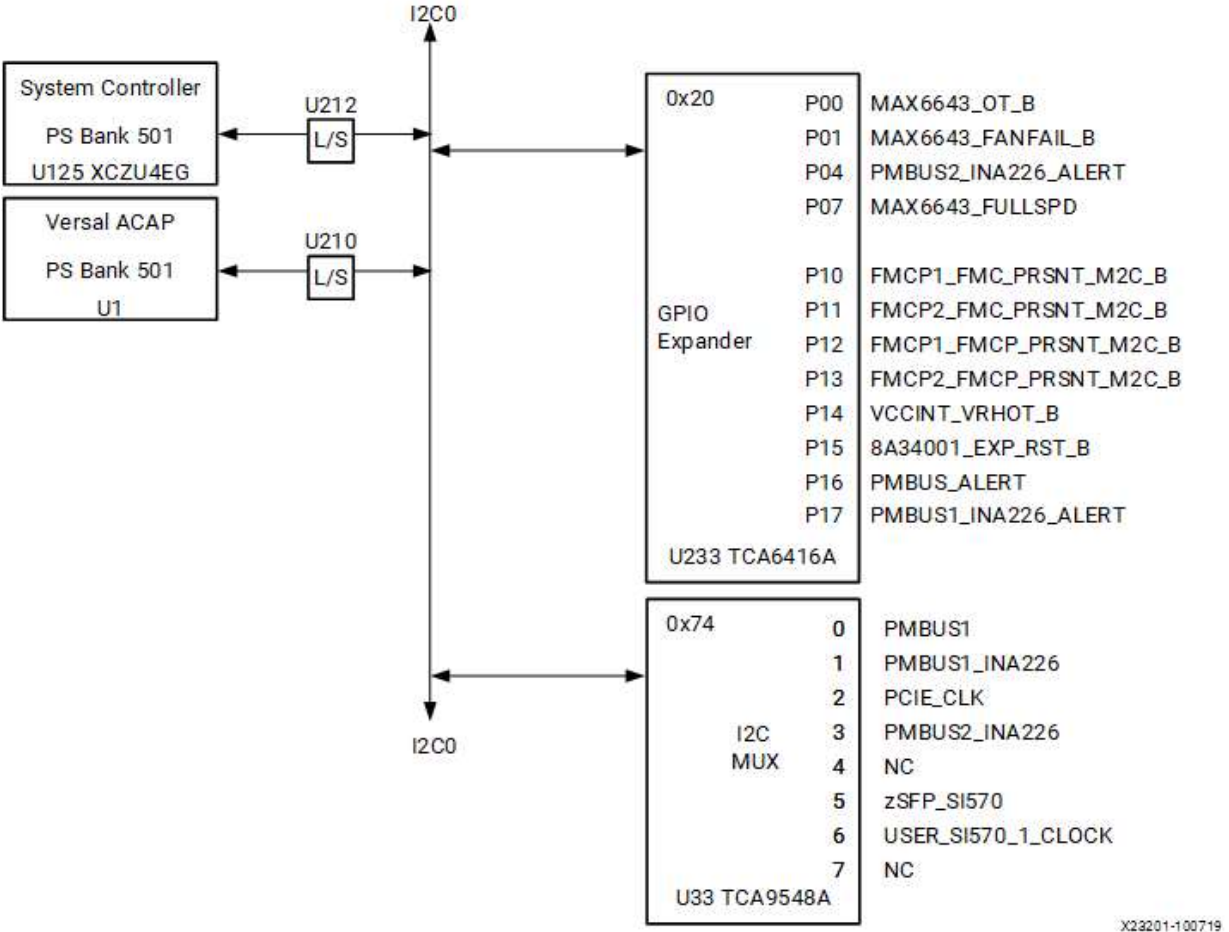 I2C0
System Controller
PS Bank 501
U125 XCZU4EG
U212
L/S
Versal ACAP
PS Bank 501
U1
U210
L/S
0x20
P00 MAX6643_OT_B
P01 MAX6643_FANFAIL_B
P04 PMBUS2_INA226_ALERT
P07 MAX6643_FULLSPD
P10 FMCP1_FMC_PRSNT_M2C_B
P11 FMCP2_FMC_PRSNT_M2C_B
P12 FMCP1_FMCP_PRSNT_M2C_B
P13 FMCP2_FMCP_PRSNT_M2C_B
P14 VCCINT_VRHOT_B
P15 8A34001_EXP_RST_B
P16 PMBUS_ALERT
P17 PMBUS1_INA226_ALERT
GPIO
Expander
U233 TCA6416A
0x74
0 PMBUS1
1 PMBUS1_INA226
2 PCIE_CLK
3 PMBUS2_INA226
4 NC
5 zSFP_SI570
6 USER_SI570_1_CLOCK
7 NC
I2C
MUX
U33 TCA9548A
I2C0
X23201-100719